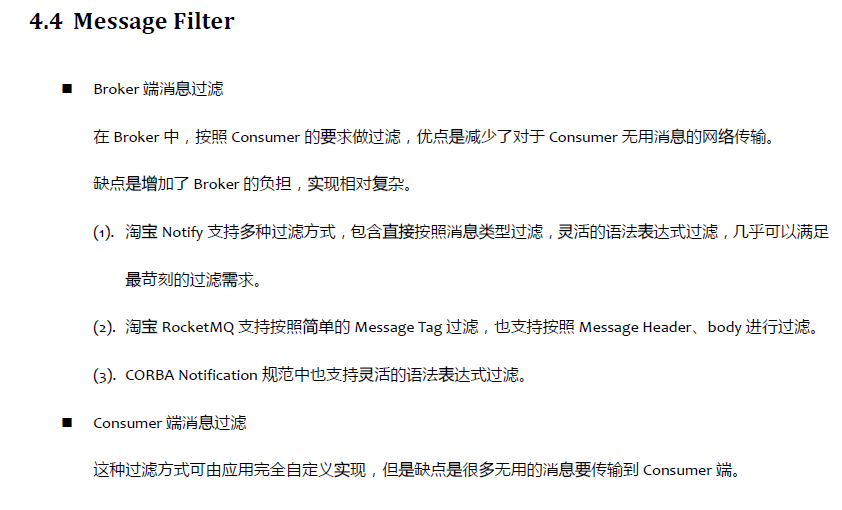 4.4 Message Filter
■ Broker 端消息过滤
在 Broker 中，按照 Consumer 的要求做过滤，优点是减少了对于 Consumer 无用消息的网络传输。
缺点是增加了 Broker 的负担，实现相对复杂。
(1). 淘宝 Notify 支持多种过滤方式，包含直接按照消息类型过滤，灵活的语法表达式过滤，几乎可以满足
最苛刻的过滤需求。
(2). 淘宝 RocketMQ 支持按照简单的 Message Tag 过滤，也支持按照 Message Header、body 进行过滤。
(3). CORBA Notification 规范中也支持灵活的语法表达式过滤。
■ Consumer 端消息过滤
这种过滤方式可由应用完全自定义实现，但是缺点是很多无用的消息要传输到 Consumer 端。